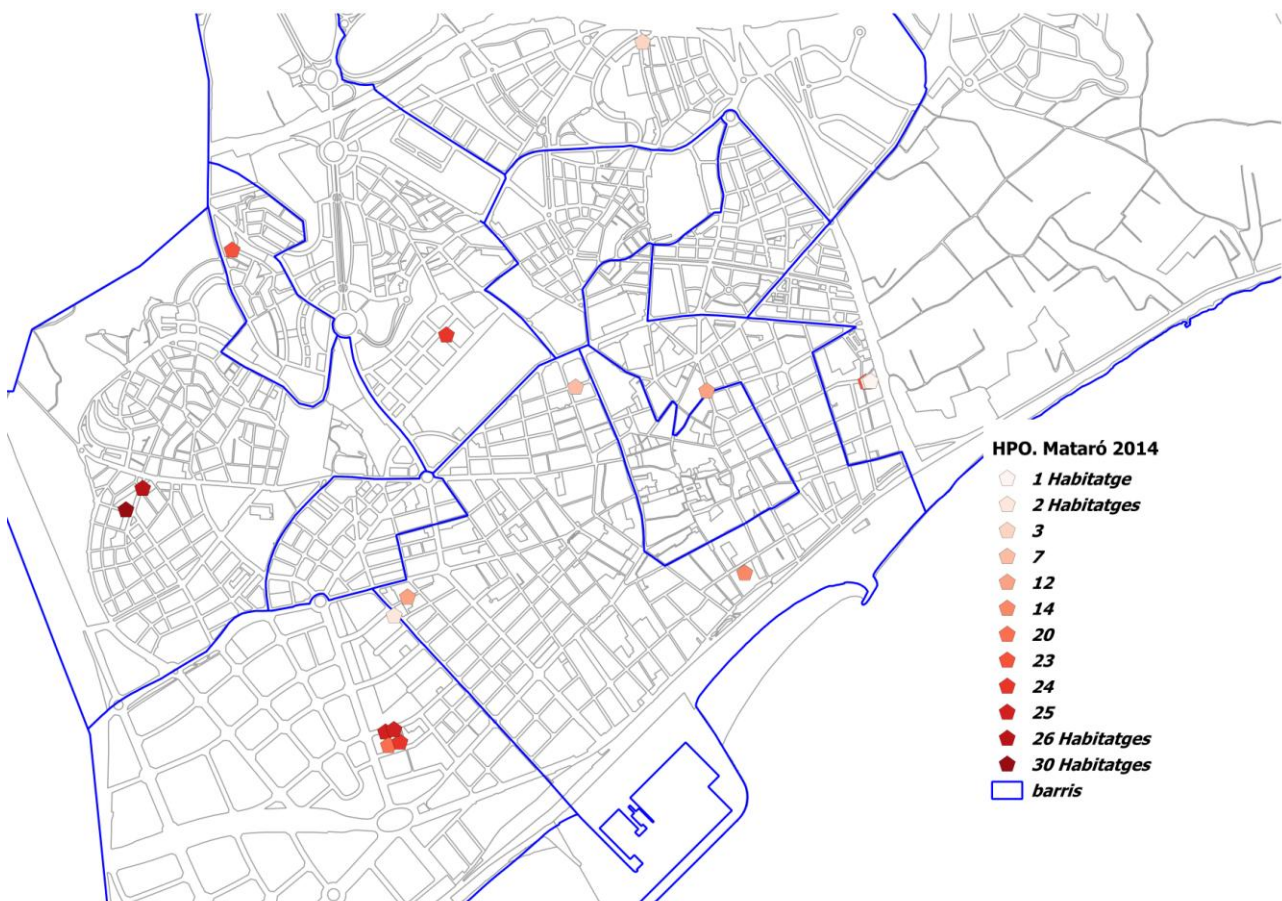 HPO. Mataró 2014
1 Habitatge
2 Habitatges
3
7
12
14
20
23
24
25
26 Habitatges
30 Habitatges
barris